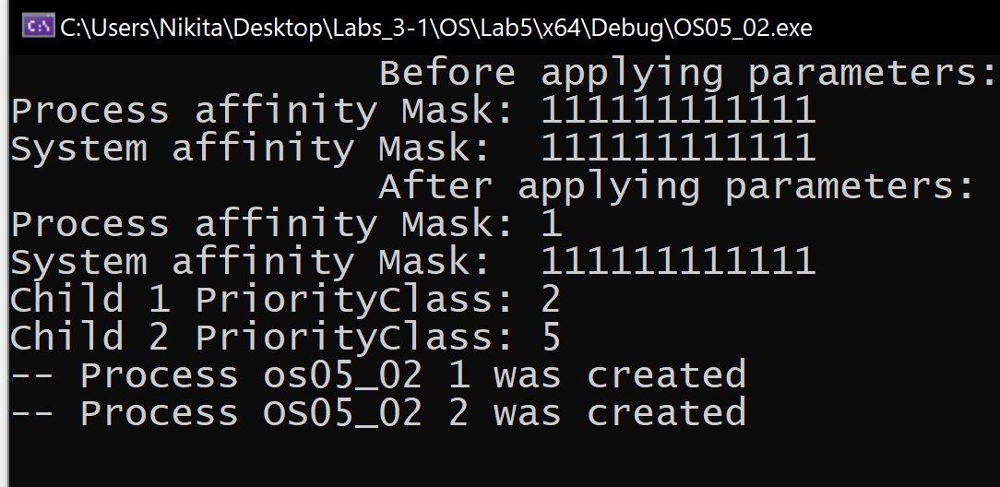 C:\Users\Nikita\Desktop\Labs_3-1\OS\Lab5\x64\Debug\OS05_02.exe
Before applying parameters:
Process affinity Mask: 111111111111
System affinity Mask:  111111111111
After applying parameters:
Process affinity Mask: 1
System affinity Mask:  111111111111
Child 1 PriorityClass: 2
Child 2 PriorityClass: 5
-- Process os05_02 1 was created
-- Process OS05_02 2 was created